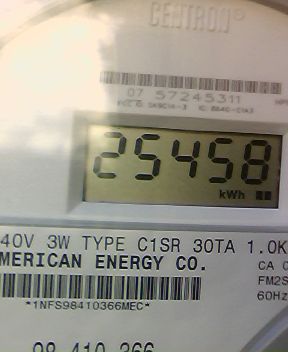 CENTRON®
07 57245311
25458
kWh
40V 3W TYPE C1SR 30TA 1.0K
MERICAN ENERGY CO.
CA
FM2S
60Hz
*1NFS98410366MEC*
98 410 366